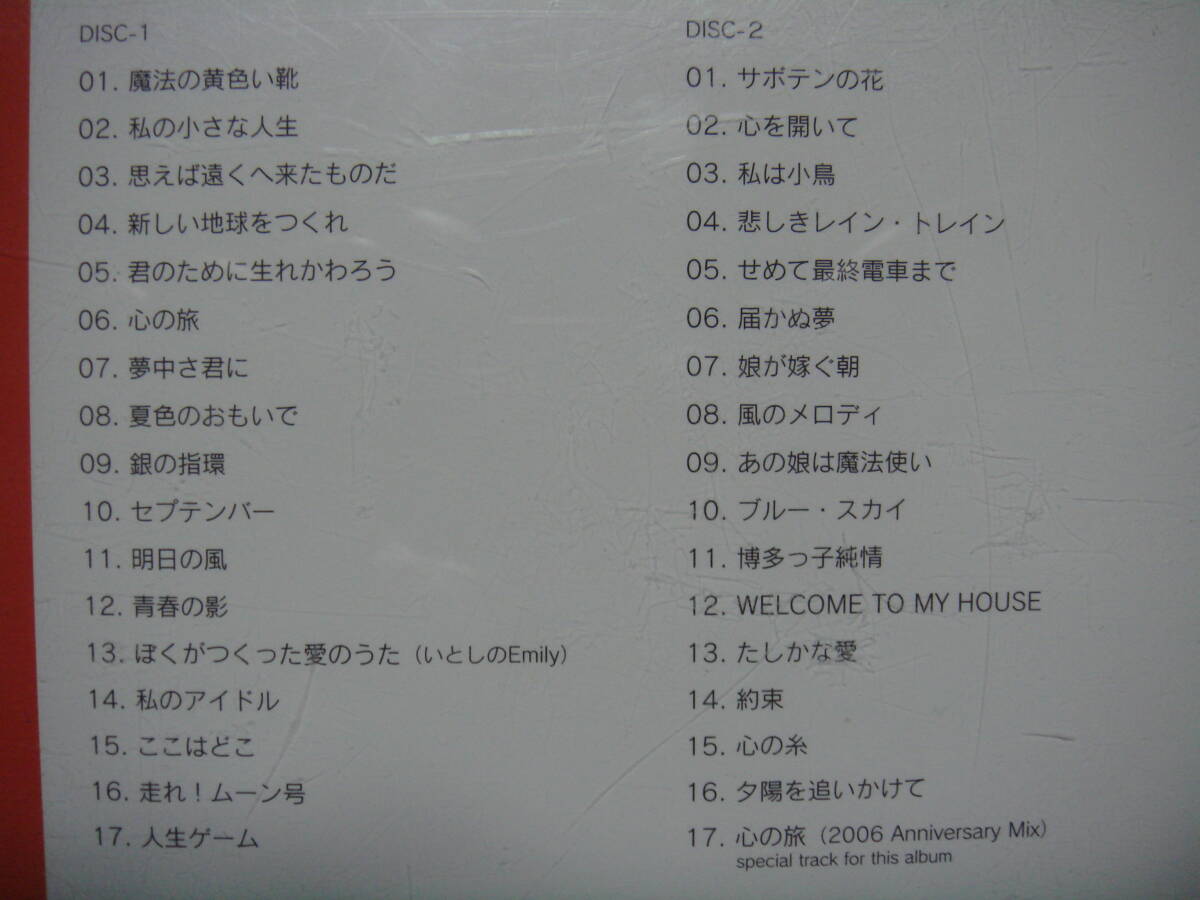 DISC-1
01. 魔法の黄色い靴
02. 私の小さな人生
03. 思えば遠くへ来たものだ
04. 新しい地球をつくれ
05. 君のために生れかわろう
06. 心の旅
07. 夢中さ君に
08. 夏色のおもいで
09. 銀の指環
10. セプテンバー
11. 明日の風
12. 青春の影
13. ぼくがつくった愛のうた（いとしのEmily）
14. 私のアイドル
15. ここはどこ
16. 走れ！ムーン号
17. 人生ゲーム
DISC-2
01. サボテンの花
02. 心を開いて
03. 私は小鳥
04. 悲しきレイン・トレイン
05. せめて最終電車まで
06. 届かぬ夢
07. 娘が嫁ぐ朝
08. 風のメロディ
09. あの娘は魔法使い
10. ブルー・スカイ
11. 博多っ子純情
12. WELCOME TO MY HOUSE
13. たしかな愛
14. 約束
15. 心の糸
16. 夕陽を追いかけて
17. 心の旅（2006 Anniversary Mix）
special track for this album